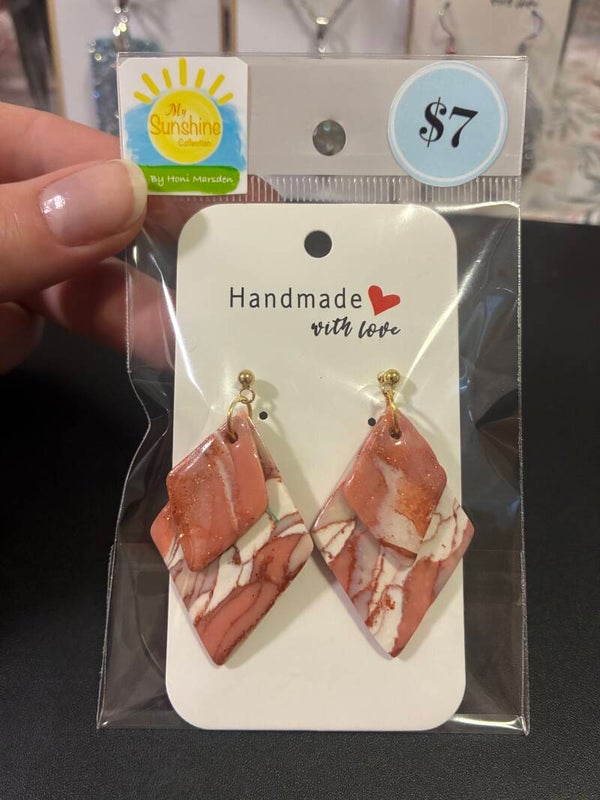 My
Sunshine
Collection
By Honi Marsden
$7
Handmade
with love